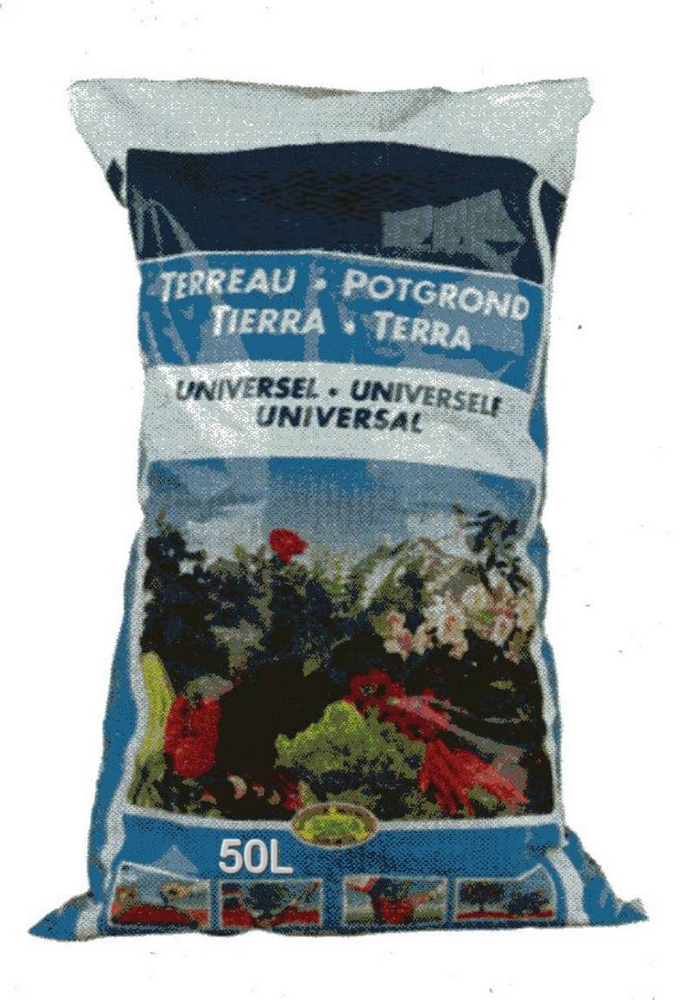 TERREAU • POTGROND
TIERRA • TERRA
UNIVERSEL • UNIVERSELE
UNIVERSAL
50L